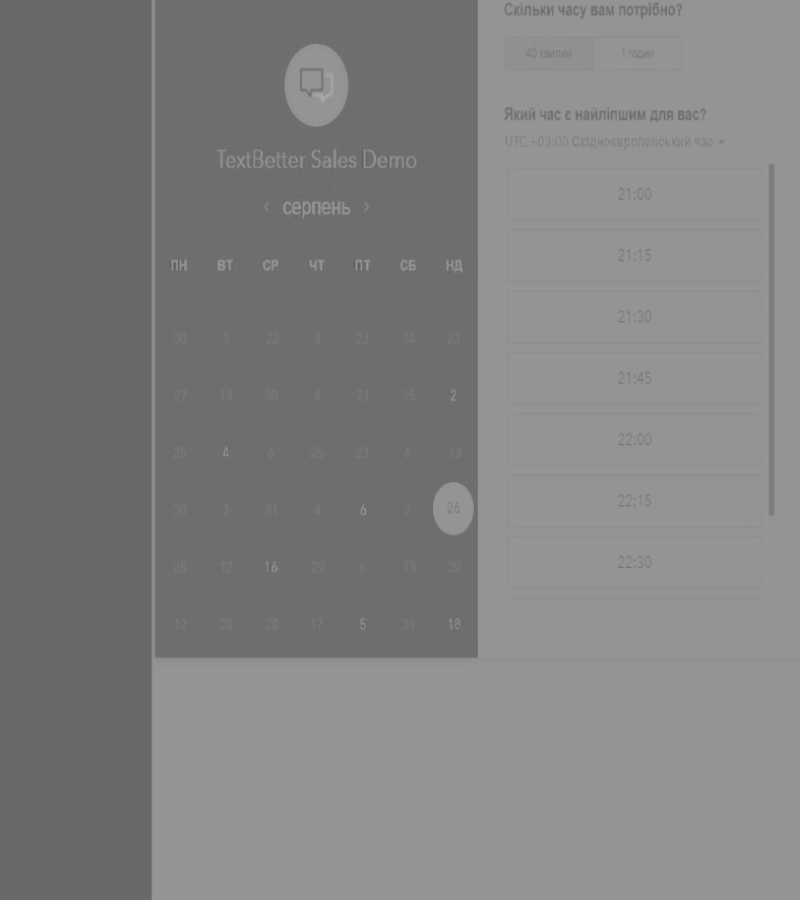 TextBetter Sales Demo
серпень
ПН ВТ СР ЧТ ПТ СБ НД
30 3 22 3 23 14 23
27 14 30 4 21 15 2
25 4 6 25 23 6 13
30 3 31 4 6 2 26
25 12 16 29 6 13 20
12 28 20 17 5 31 18
Скільки часу вам потрібно?
40 хвилин 1 годин
Який час є найліпшим для вас?
UTC +03:00 Східноєвропейський час
21:00
21:15
21:30
21:45
22:00
22:15
22:30